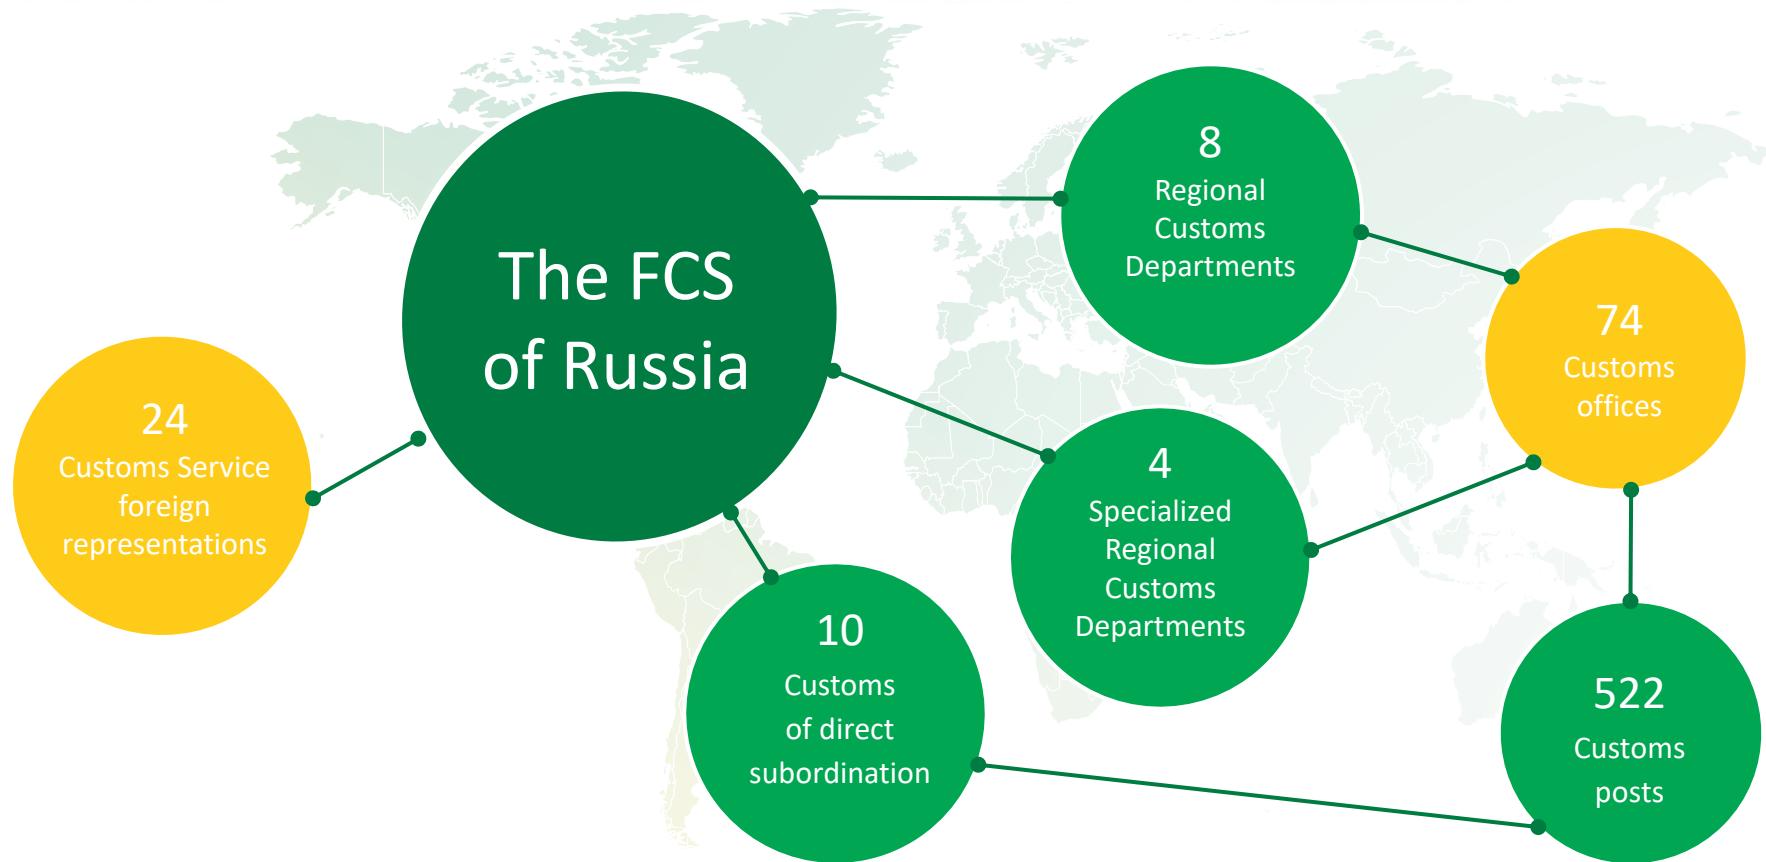 The FCS
of Russia
8
Regional
Customs
Departments
74
Customs
offices
24
Customs Service
foreign
representations
4
Specialized
Regional
Customs
Departments
10
Customs
of direct
subordination
522
Customs
posts